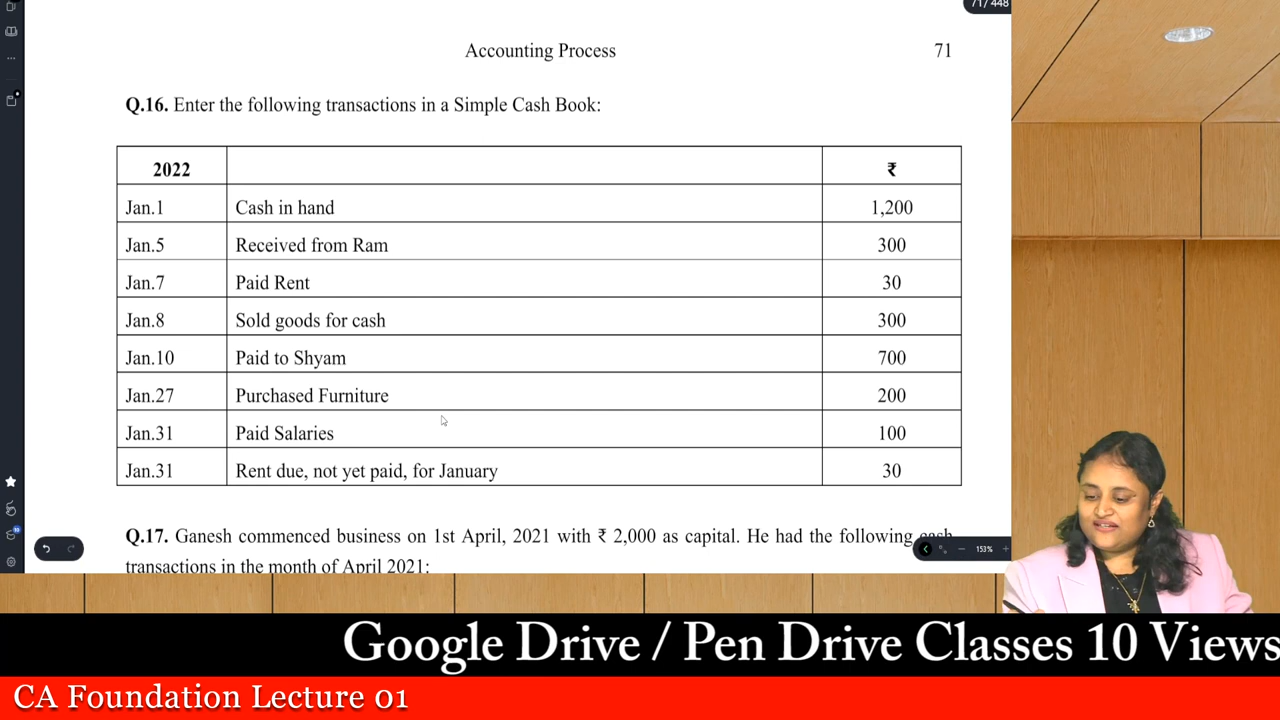 71 / 448
Accounting Process 71
Q.16. Enter the following transactions in a Simple Cash Book:
2022 ₹
Jan.1 Cash in hand 1,200
Jan.5 Received from Ram 300
Jan.7 Paid Rent 30
Jan.8 Sold goods for cash 300
Jan.10 Paid to Shyam 700
Jan.27 Purchased Furniture 200
Jan.31 Paid Salaries 100
Jan.31 Rent due, not yet paid, for January 30
Q.17. Ganesh commenced business on 1st April, 2021 with ₹ 2,000 as capital. He had the following cash
transactions in the month of April 2021:
153%
Google Drive / Pen Drive Classes 10 Views
CA Foundation Lecture 01